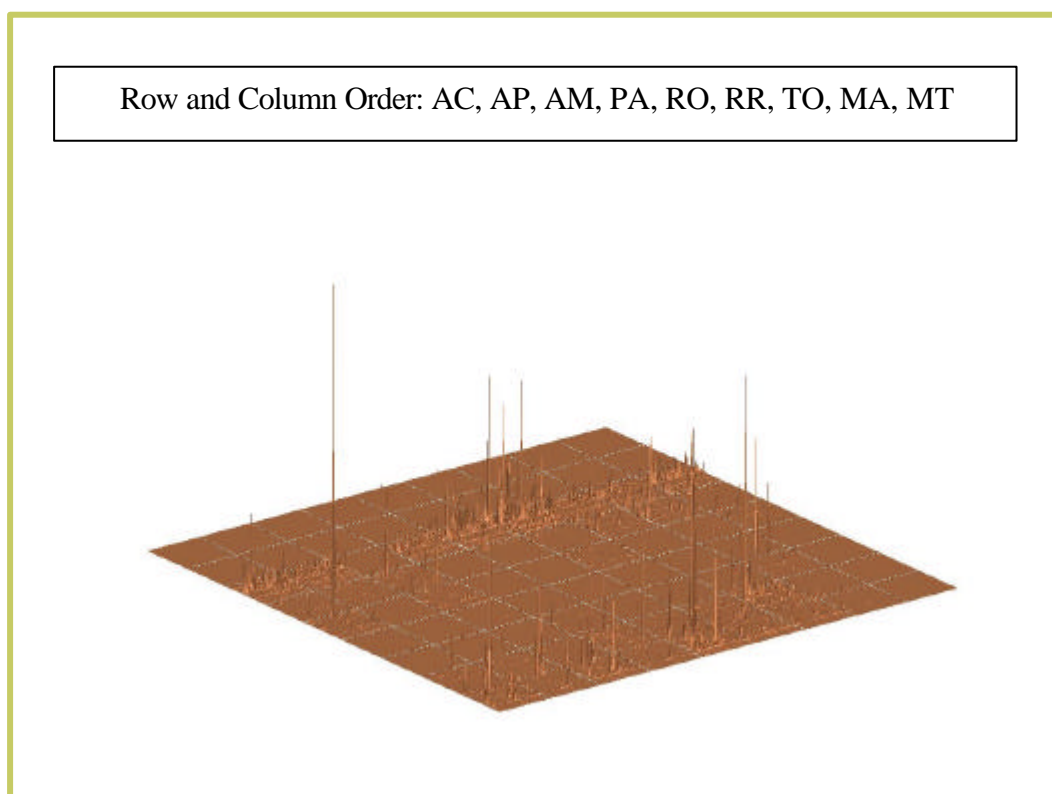 Row and Column Order: AC, AP, AM, PA, RO, RR, TO, MA, MT